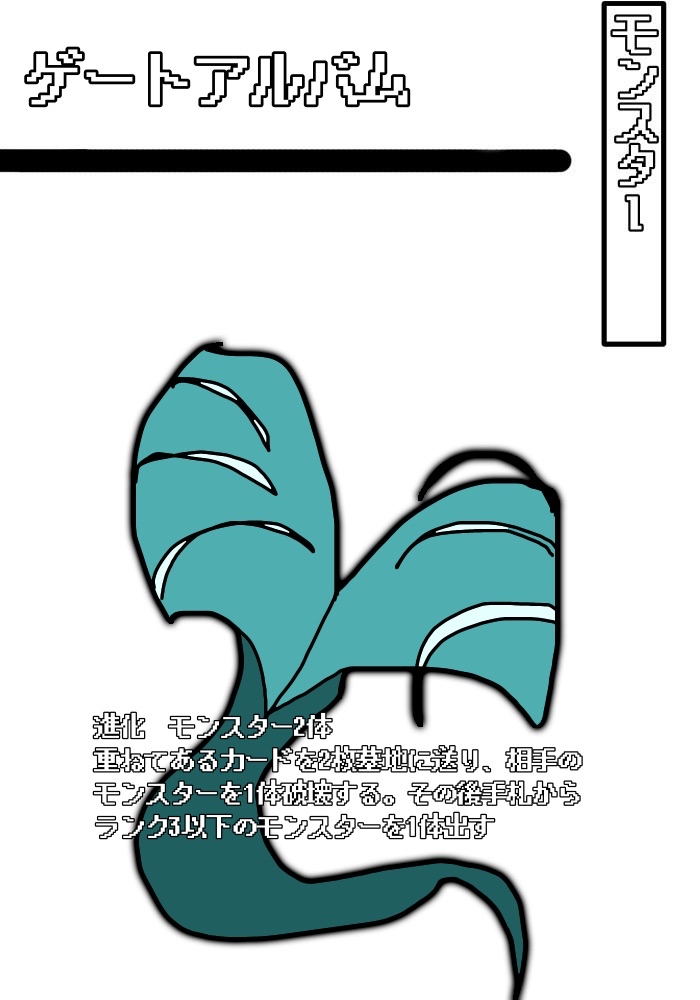 ゲートアルバム
モンスター1
進化　モンスター2体
重ねてあるカードを2枚墓地に送り、相手の
モンスターを1体破壊する。その後手札から
ランク3以下のモンスターを1体出す